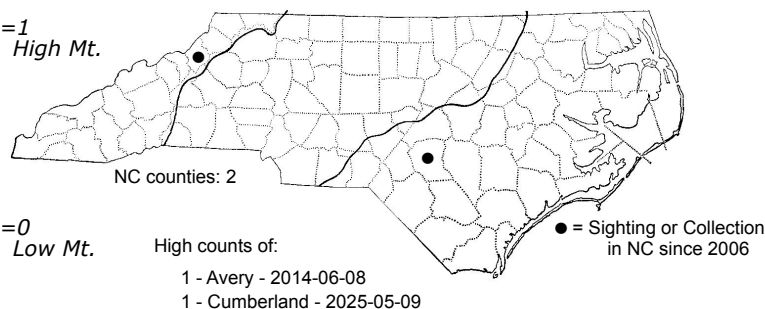 =1
High Mt.
NC counties: 2
=0
Low Mt.
High counts of:
1 - Avery - 2014-06-08
1 - Cumberland - 2025-05-09
● = Sighting or Collection
in NC since 2006